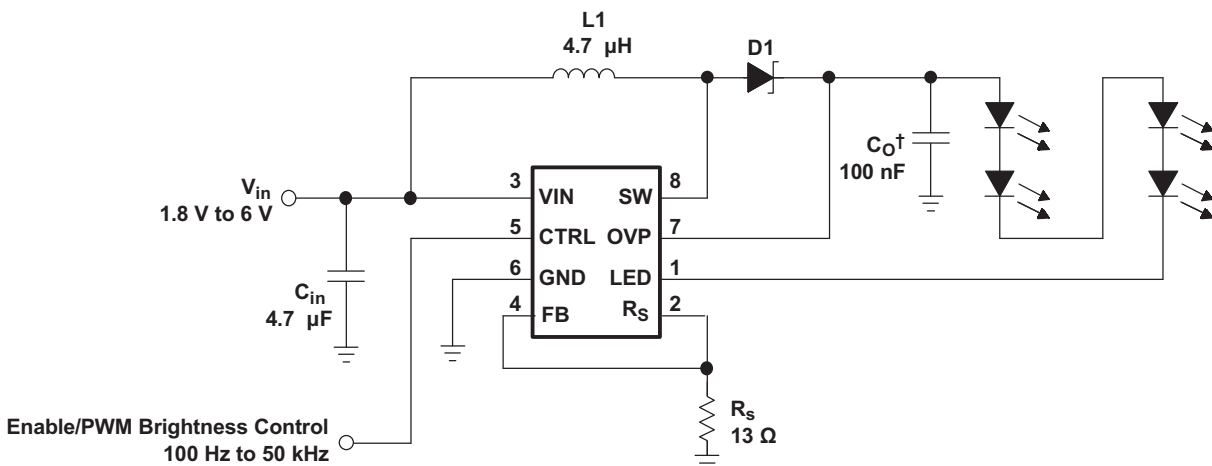 L1
4.7 µH
D1
C_O†
100 nF
V_in
1.8 V to 6 V
3
VIN
SW
8
5
CTRL
OVP
7
6
GND
LED
1
4
FB
R_S
2
C_in
4.7 µF
R_s
13 Ω
Enable/PWM Brightness Control
100 Hz to 50 kHz